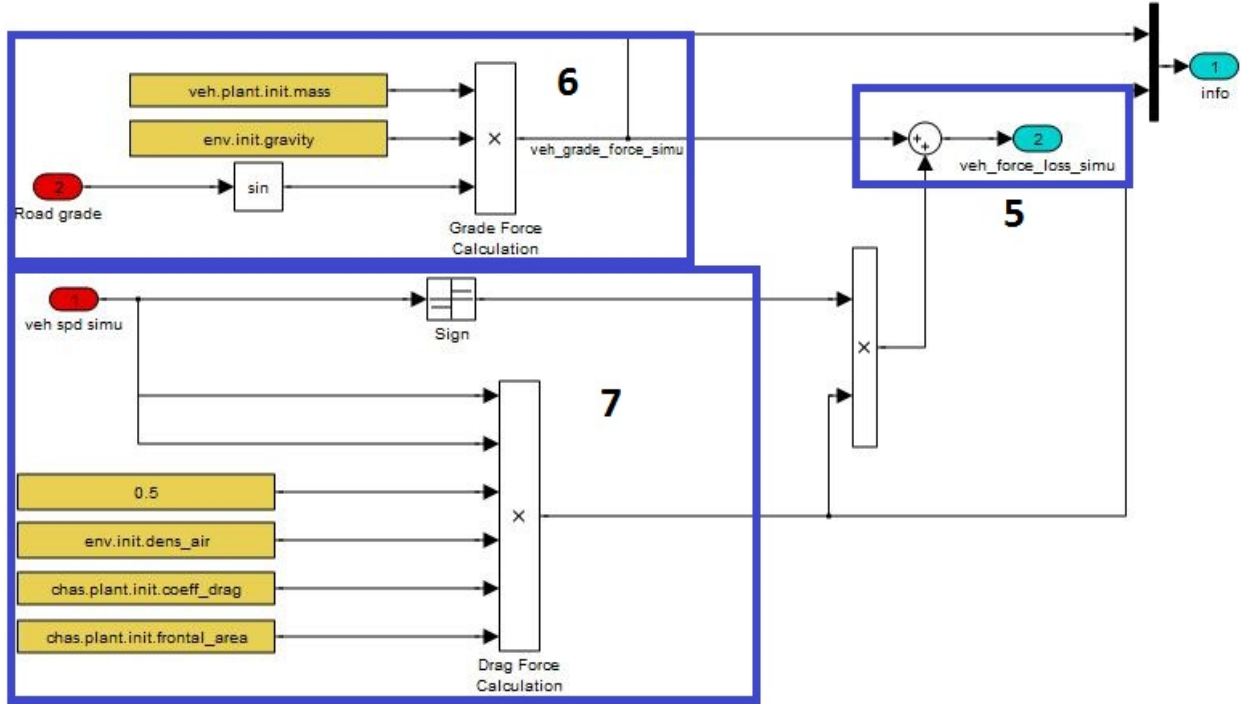 6
veh.plant.init.mass
1
info
env.init.gravity
×
veh_grade_force_simu
+
+
2
veh_force_loss_simu
2
sin
Road grade
Grade Force
Calculation
5
1
veh spd simu
Sign
×
7
0.5
×
env.init.dens_air
chas.plant.init.coeff_drag
chas.plant.init.frontal_area
Drag Force
Calculation